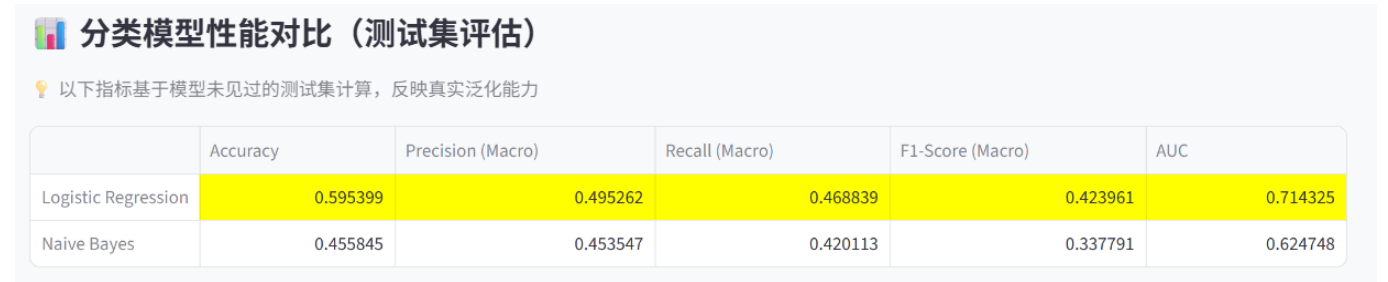 📊 分类模型性能对比（测试集评估）
💡 以下指标基于模型未见过的测试集计算，反映真实泛化能力
Accuracy Precision (Macro) Recall (Macro) F1-Score (Macro) AUC
Logistic Regression 0.595399 0.495262 0.468839 0.423961 0.714325
Naive Bayes 0.455845 0.453547 0.420113 0.337791 0.624748